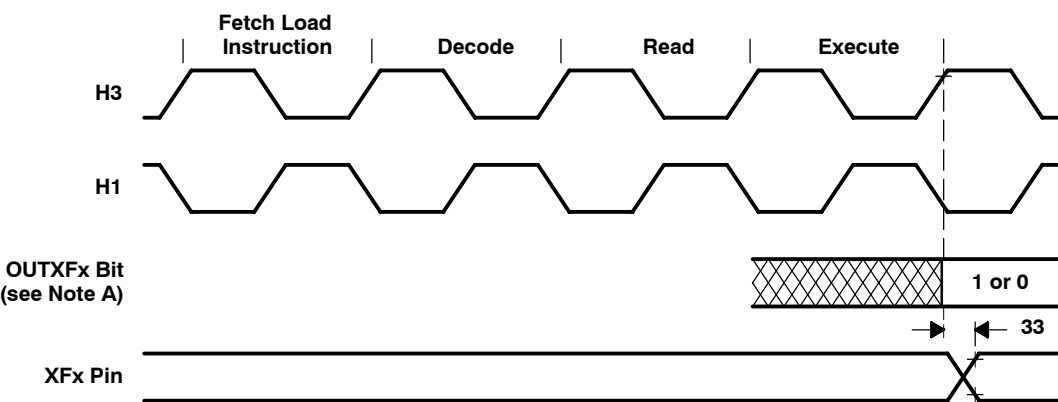 Fetch Load
Instruction
Decode
Read
Execute
H3
H1
OUTXFx Bit
(see Note A)
1 or 0
33
XFx Pin